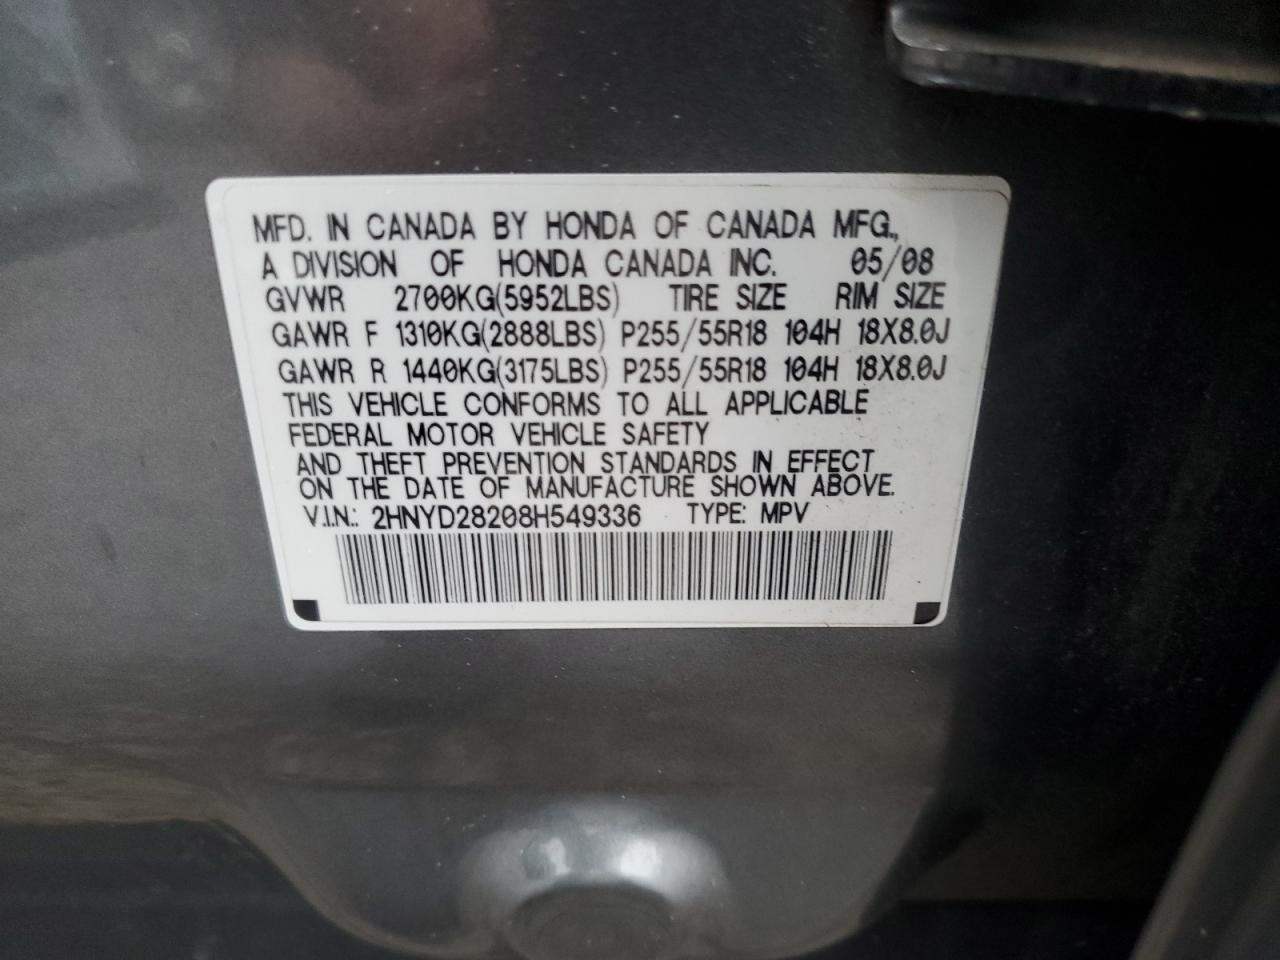 MFD. IN CANADA BY HONDA OF CANADA MFG.,
A DIVISION OF HONDA CANADA INC. 05/08
GVWR 2700KG(5952LBS) TIRE SIZE RIM SIZE
GAWR F 1310KG(2888LBS) P255/55R18 104H 18X8.0J
GAWR R 1440KG(3175LBS) P255/55R18 104H 18X8.0J
THIS VEHICLE CONFORMS TO ALL APPLICABLE
FEDERAL MOTOR VEHICLE SAFETY
AND THEFT PREVENTION STANDARDS IN EFFECT
ON THE DATE OF MANUFACTURE SHOWN ABOVE.
V.I.N.: 2HNYD28208H549336 TYPE: MPV